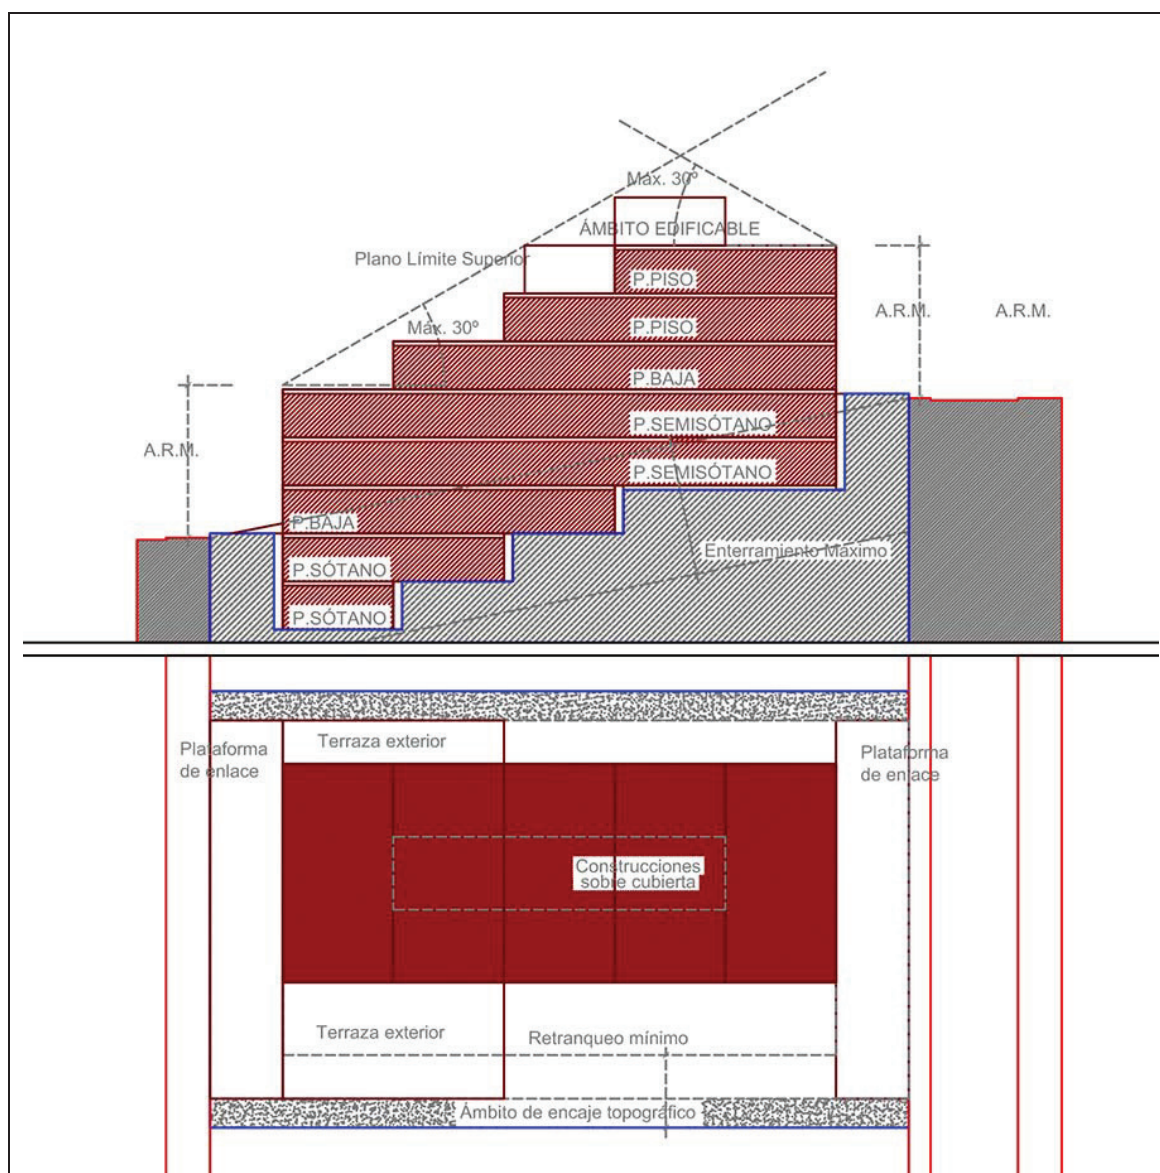 Máx. 30º
ÁMBITO EDIFICABLE
Plano Límite Superior
P.PISO
A.R.M.
A.R.M.
P.PISO
Máx. 30º
P.BAJA
P.SEMISÓTANO
A.R.M.
P.SEMISÓTANO
P.BAJA
Enterramiento Máximo
P.SÓTANO
P.SÓTANO
Terraza exterior
Plataforma
de enlace
Plataforma
de enlace
Construcciones
sobre cubierta
Terraza exterior
Retranqueo mínimo
Ámbito de encaje topográfico